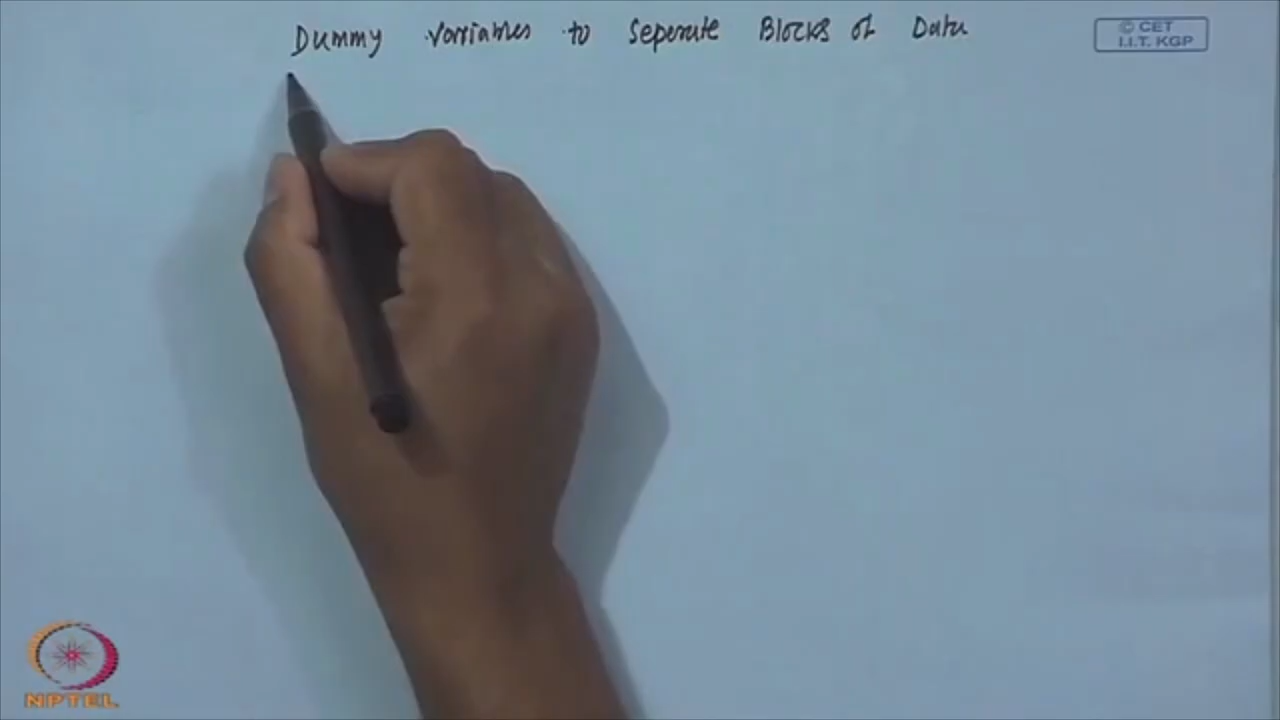 Dummy variables to Seperate Blocks of Data
© CET
I.I.T. KGP
NPTEL